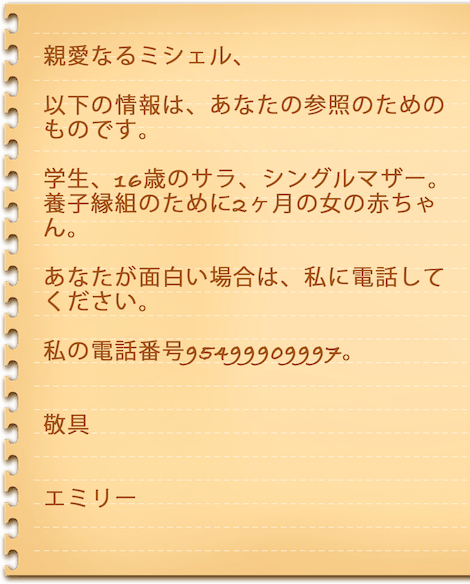 親愛なるミシェル、
以下の情報は、あなたの参照のための
ものです。
学生、16歳のサラ、シングルマザー。
養子縁組のために2ヶ月の女の赤ちゃ
ん。
あなたが面白い場合は、私に電話して
ください。
私の電話番号95499909997。
敬具
エミリー